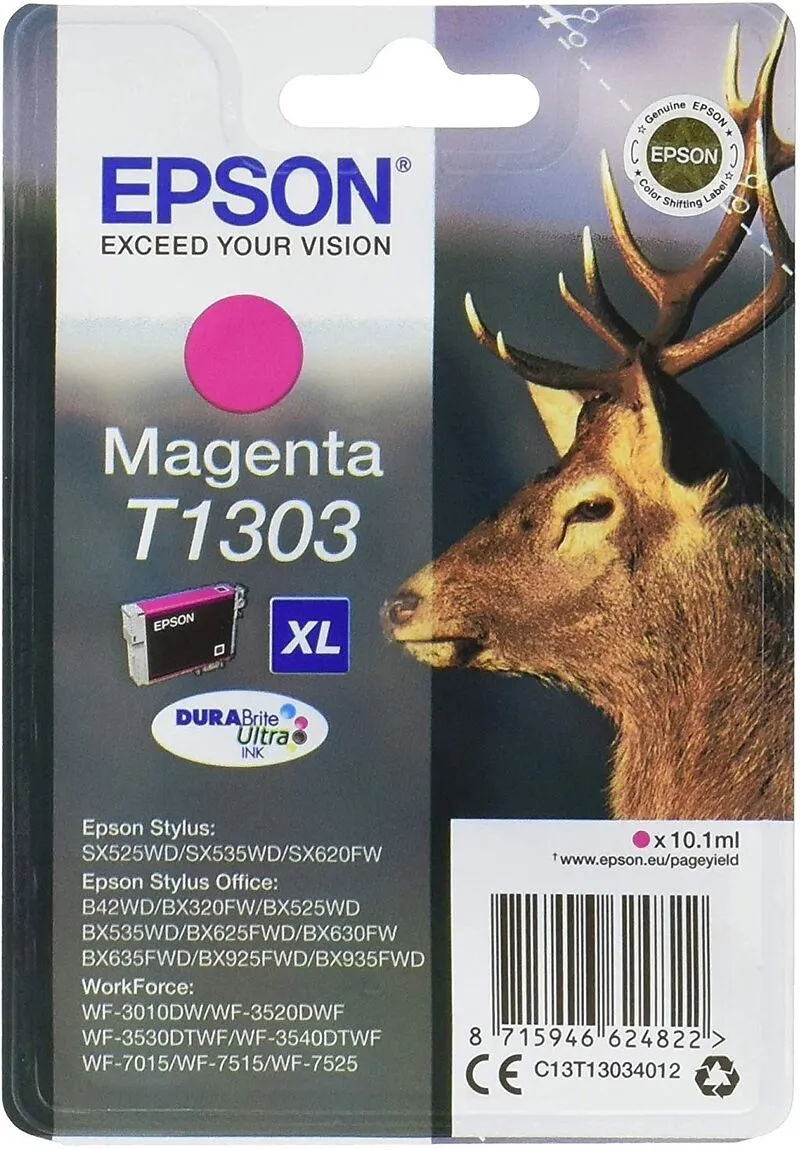 Genuine EPSON
EPSON
Color Shifting Label
EPSON®
EXCEED YOUR VISION
Magenta
T1303
EPSON
XL
DURABrite
Ultra
INK
Epson Stylus:
SX525WD/SX535WD/SX620FW
Epson Stylus Office:
B42WD/BX320FW/BX525WD
BX535WD/BX625FWD/BX630FW
BX635FWD/BX925FWD/BX935FWD
WorkForce:
WF-3010DW/WF-3520DWF
WF-3530DTWF/WF-3540DTWF
WF-7015/WF-7515/WF-7525
x 10.1ml
†www.epson.eu/pageyield
8 715946 624822 >
CE C13T13034012